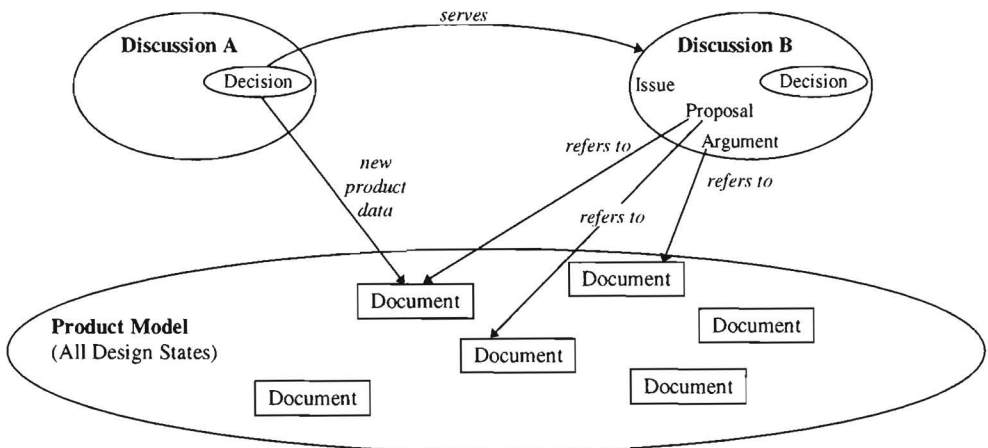 serves
Discussion A
Decision
Discussion B
Issue
Decision
Proposal
Argument
new
product
data
refers to
refers to
refers to
Document
Document
Product Model
(All Design States)
Document
Document
Document
Document